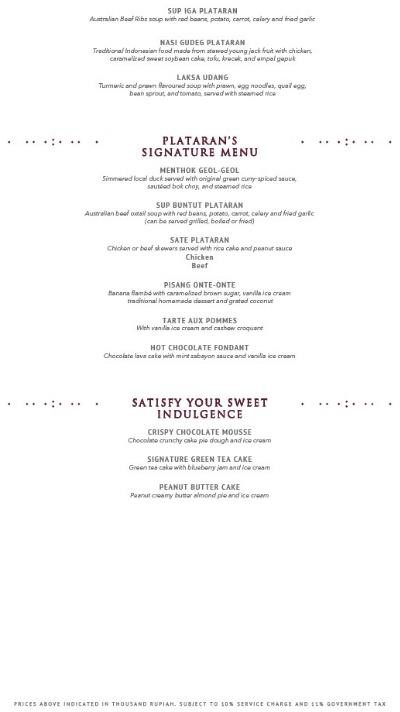 SUP IGA PLATARAN
Australian Beef Ribs soup with red beans, potato, carrot, celery and fried garlic
NASI GUDEG PLATARAN
Traditional Indonesian food made from stewed young jack fruit with chicken,
caramelized sweet soybean cake, tofu, krecek, and empal gepuk
LAKSA UDANG
Turmeric and prawn flavoured soup with prawn, egg noodles, quail egg,
bean sprout, and tomato, served with steamed rice
PLATARAN'S
SIGNATURE MENU
MENTHOK GEOL-GEOL
Simmered local duck served with original green curry-spiced sauce,
sautéed bok choy, and steamed rice
SUP BUNTUT PLATARAN
Australian beef oxtail soup with red beans, potato, carrot, celery and fried garlic
(can be served grilled, boiled or fried)
SATE PLATARAN
Chicken or beef skewers served with rice cake and peanut sauce
Chicken
Beef
PISANG ONTE-ONTE
Banana flambé with caramelized brown sugar, vanilla ice cream
traditional homemade dessert and grated coconut
TARTE AUX POMMES
With vanilla ice cream and cashew croquant
HOT CHOCOLATE FONDANT
Chocolate lava cake with mint sabayon sauce and vanilla ice cream
SATISFY YOUR SWEET
INDULGENCE
CRISPY CHOCOLATE MOUSSE
Chocolate crunchy cake pie dough and ice cream
SIGNATURE GREEN TEA CAKE
Green tea cake with blueberry jam and ice cream
PEANUT BUTTER CAKE
Peanut creamy butter almond pie and ice cream
PRICES ABOVE INDICATED IN THOUSAND RUPIAH. SUBJECT TO 10% SERVICE CHARGE AND 11% GOVERNMENT TAX